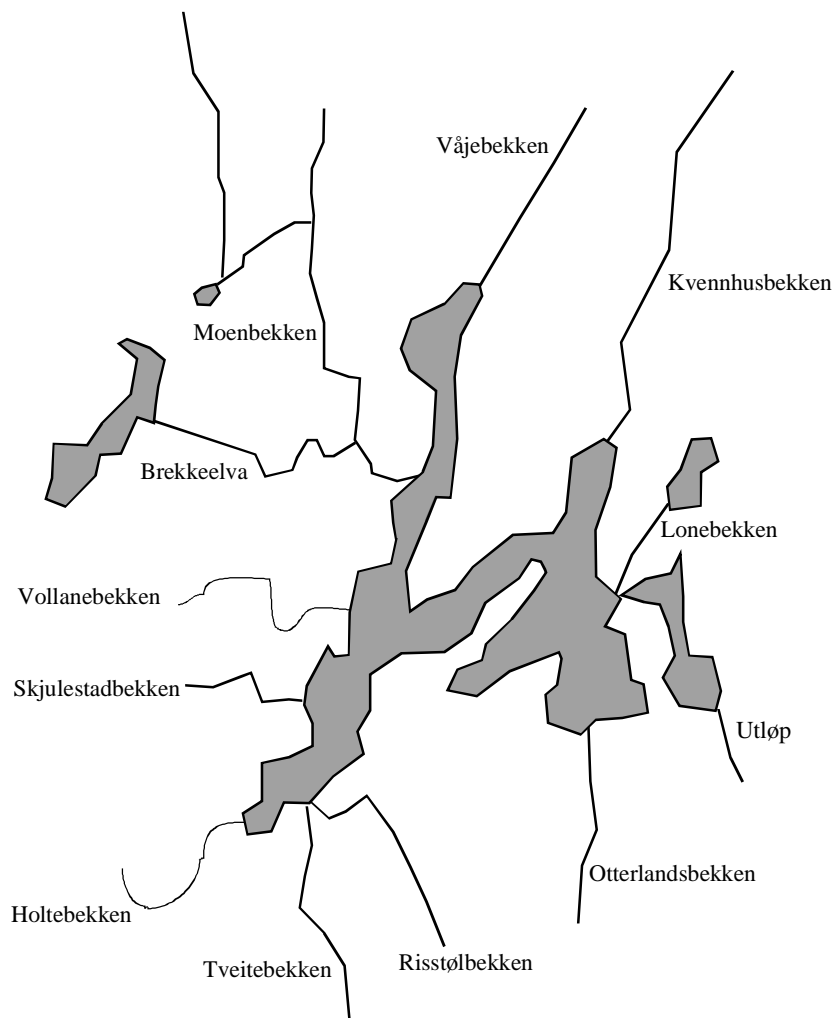 Våjebekken
Kvennhusbekken
Moenbekken
Brekkeelva
Lonebekken
Vollanebekken
Skjulestadbekken
Utløp
Otterlandsbekken
Holtebekken
Tveitebekken
Risstølbekken